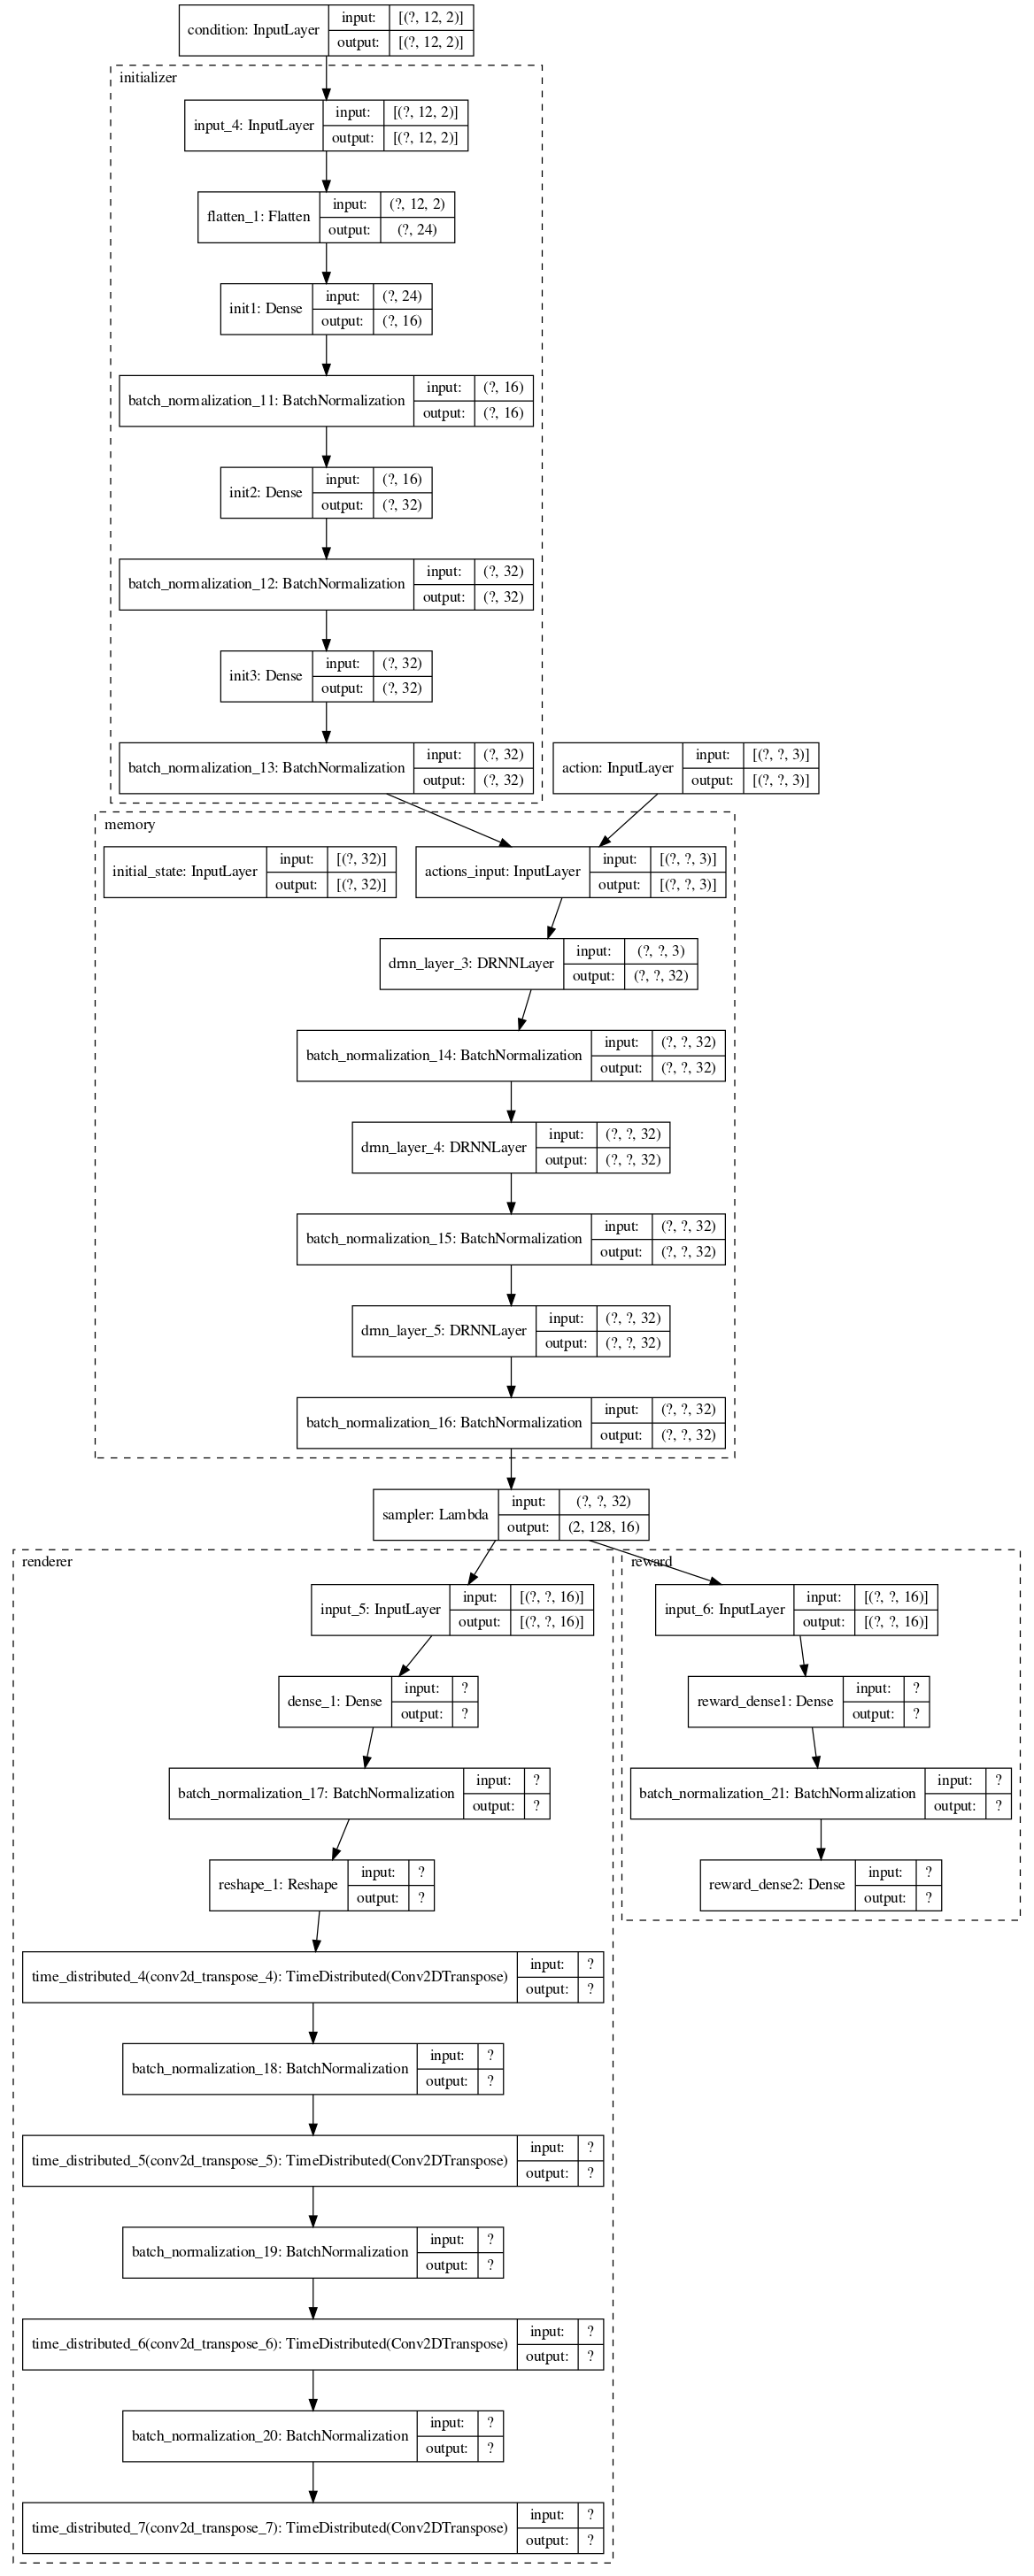 condition: InputLayer input: [(?, 12, 2)]
output: [(?, 12, 2)]
initializer
input_4: InputLayer input: [(?, 12, 2)]
output: [(?, 12, 2)]
flatten_1: Flatten input: (?, 12, 2)
output: (?, 24)
init1: Dense input: (?, 24)
output: (?, 16)
batch_normalization_11: BatchNormalization input: (?, 16)
output: (?, 16)
init2: Dense input: (?, 16)
output: (?, 32)
batch_normalization_12: BatchNormalization input: (?, 32)
output: (?, 32)
init3: Dense input: (?, 32)
output: (?, 32)
batch_normalization_13: BatchNormalization input: (?, 32)
output: (?, 32)
action: InputLayer input: [(?, ?, 3)]
output: [(?, ?, 3)]
memory
initial_state: InputLayer input: [(?, 32)]
output: [(?, 32)]
actions_input: InputLayer input: [(?, ?, 3)]
output: [(?, ?, 3)]
drnn_layer_3: DRNNLayer input: (?, ?, 3)
output: (?, ?, 32)
batch_normalization_14: BatchNormalization input: (?, ?, 32)
output: (?, ?, 32)
drnn_layer_4: DRNNLayer input: (?, ?, 32)
output: (?, ?, 32)
batch_normalization_15: BatchNormalization input: (?, ?, 32)
output: (?, ?, 32)
drnn_layer_5: DRNNLayer input: (?, ?, 32)
output: (?, ?, 32)
batch_normalization_16: BatchNormalization input: (?, ?, 32)
output: (?, ?, 32)
sampler: Lambda input: (?, ?, 32)
output: (2, 128, 16)
renderer
input_5: InputLayer input: [(?, ?, 16)]
output: [(?, ?, 16)]
dense_1: Dense input: ?
output: ?
batch_normalization_17: BatchNormalization input: ?
output: ?
reshape_1: Reshape input: ?
output: ?
time_distributed_4(conv2d_transpose_4): TimeDistributed(Conv2DTranspose) input: ?
output: ?
batch_normalization_18: BatchNormalization input: ?
output: ?
time_distributed_5(conv2d_transpose_5): TimeDistributed(Conv2DTranspose) input: ?
output: ?
batch_normalization_19: BatchNormalization input: ?
output: ?
time_distributed_6(conv2d_transpose_6): TimeDistributed(Conv2DTranspose) input: ?
output: ?
batch_normalization_20: BatchNormalization input: ?
output: ?
time_distributed_7(conv2d_transpose_7): TimeDistributed(Conv2DTranspose) input: ?
output: ?
reward
input_6: InputLayer input: [(?, ?, 16)]
output: [(?, ?, 16)]
reward_dense1: Dense input: ?
output: ?
batch_normalization_21: BatchNormalization input: ?
output: ?
reward_dense2: Dense input: ?
output: ?